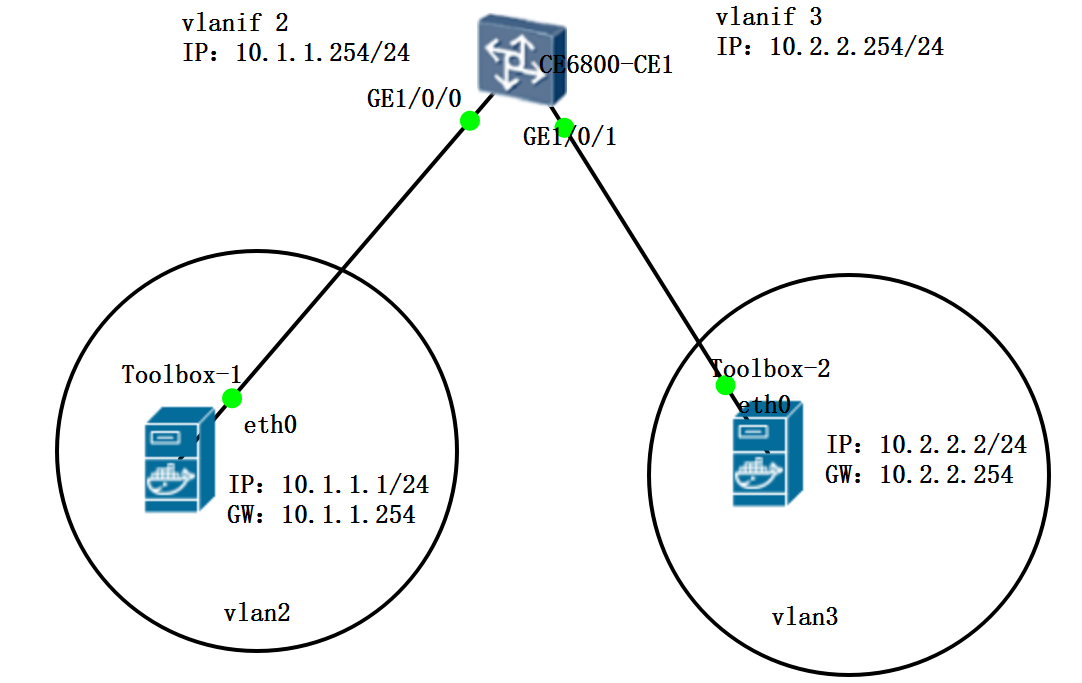 vlanif 2
IP：10.1.1.254/24
vlanif 3
IP：10.2.2.254/24
CE6800-CE1
GE1/0/0
GE1/0/1
Toolbox-1
eth0
IP：10.1.1.1/24
GW：10.1.1.254
vlan2
Toolbox-2
eth0
IP：10.2.2.2/24
GW：10.2.2.254
vlan3